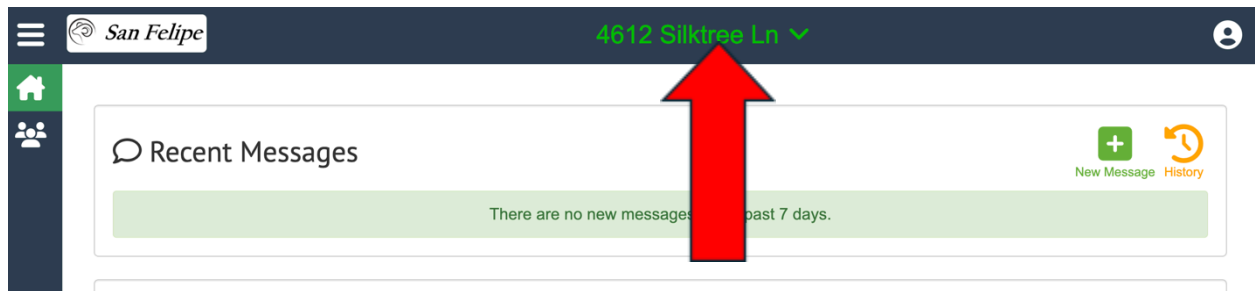 San Felipe
4612 Silktree Ln
Recent Messages
New Message
History
There are no new messages past 7 days.